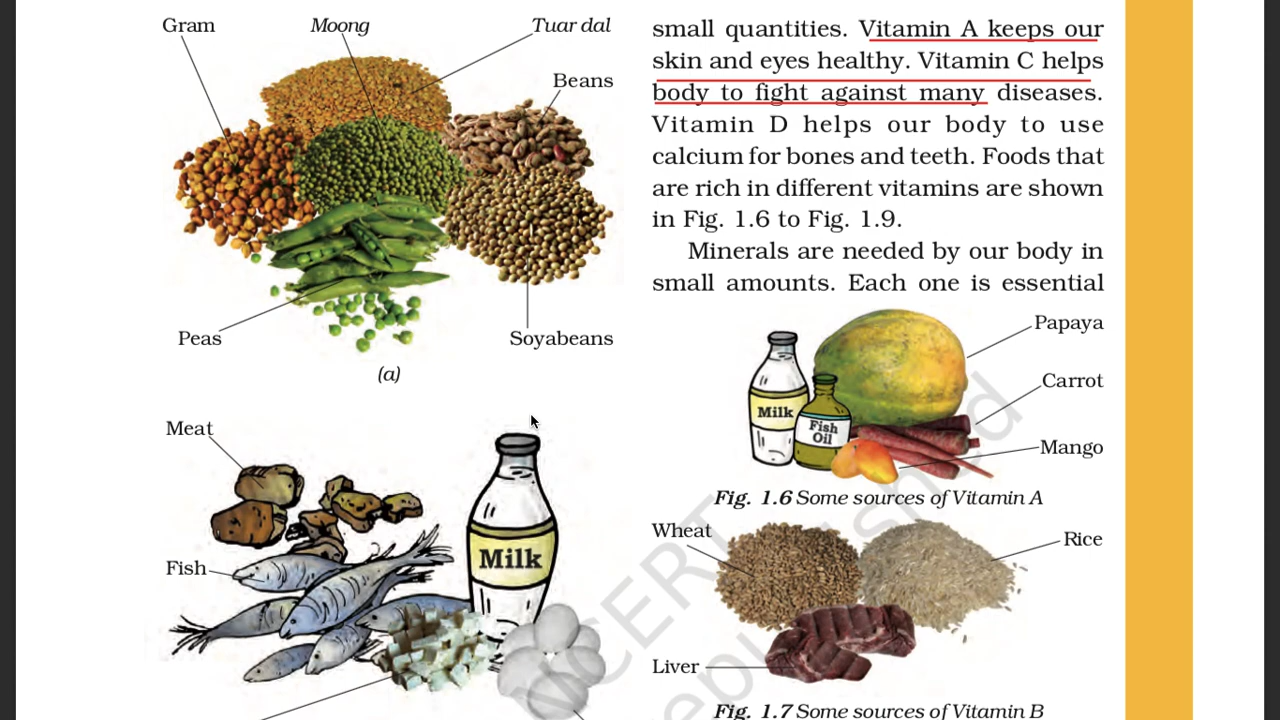 Gram
Moong
Tuar dal
Beans
Peas
Soyabeans
(a)
Meat
Fish
Milk
small quantities. Vitamin A keeps our
skin and eyes healthy. Vitamin C helps
body to fight against many diseases.
Vitamin D helps our body to use
calcium for bones and teeth. Foods that
are rich in different vitamins are shown
in Fig. 1.6 to Fig. 1.9.
Minerals are needed by our body in
small amounts. Each one is essential
Papaya
Carrot
Mango
Milk
Fish
Oil
Fig. 1.6 Some sources of Vitamin A
Wheat
Rice
Liver
Fig. 1.7 Some sources of Vitamin B
NCERT